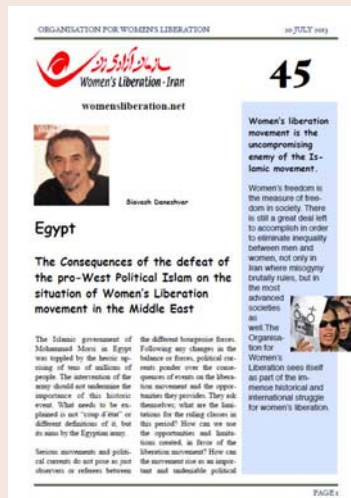 ORGANISATION FOR WOMEN'S LIBERATION
20 JULY 2013
سازمان آزادی زن
Women's Liberation-Iran
womensliberation.net
45
Siavash Daneshvar
Egypt
The Consequences of the defeat of
the pro-West Political Islam on the
situation of Women's Liberation
movement in the Middle East
The Islamic government of
Mohammad Morsi in Egypt
was toppled by the heroic up-
rising of tens of millions of
people. The intervention of the
army should not undermine the
importance of this historic
event. What needs to be ex-
plained is not "coup d'état" or
different definitions of it, but
its aims by the Egyptian army.
Serious movements and politi-
cal currents do not pose as just
observers or referees between
the different bourgeoise forces.
Following any changes in the
balance or forces, political cur-
rents ponder over the conse-
quences of events on the libera-
tion movement and the oppor-
tunities they provides. They ask
themselves; what are the limi-
tations for the ruling classes in
this period? How can we use
the opportunities and limita-
tions created, in favor of the
liberation movement? How can
the movement rise as an impor-
tant and undeniable political
Women's liberation
movement is the
uncompromising
enemy of the Is-
lamic movement.
Women's freedom is
the measure of free-
dom in society. There
is still a great deal left
to accomplish in order
to eliminate inequality
between men and
women, not only in
Iran where misogyny
brutally rules, but in
the most
advanced
societies
as
well.The
Organisa-
tion for
Women's
Liberation sees itself
as part of the im-
mense historical and
international struggle
for women's liberation.
PAGE 1